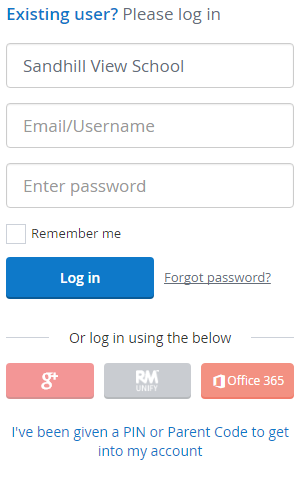 Existing user? Please log in
Sandhill View School
Email/Username
Enter password
Remember me
Log in
Forgot password?
Or log in using the below
g+
RM
UNIFY
Office 365
I've been given a PIN or Parent Code to get
into my account